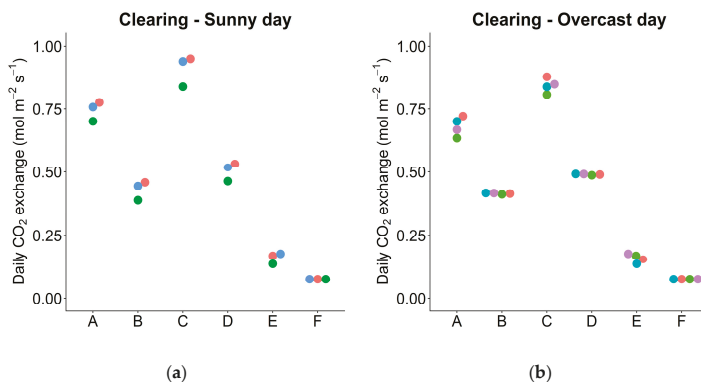 Clearing - Sunny day
Daily CO₂ exchange (mol m⁻² s⁻¹)
1.00
0.75
0.50
0.25
0.00
A B C D E F
(a)
Clearing - Overcast day
Daily CO₂ exchange (mol m⁻² s⁻¹)
1.00
0.75
0.50
0.25
0.00
A B C D E F
(b)